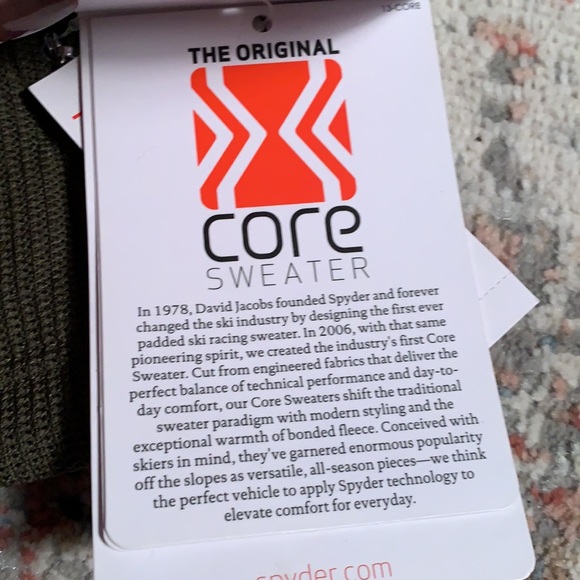 13-CORE
THE ORIGINAL
core
SWEATER
In 1978, David Jacobs founded Spyder and forever
changed the ski industry by designing the first ever
padded ski racing sweater. In 2006, with that same
pioneering spirit, we created the industry's first Core
Sweater. Cut from engineered fabrics that deliver the
perfect balance of technical performance and day-to-
day comfort, our Core Sweaters shift the traditional
sweater paradigm with modern styling and the
exceptional warmth of bonded fleece. Conceived with
skiers in mind, they've garnered enormous popularity
off the slopes as versatile, all-season pieces—we think
the perfect vehicle to apply Spyder technology to
elevate comfort for everyday.
spyder.com